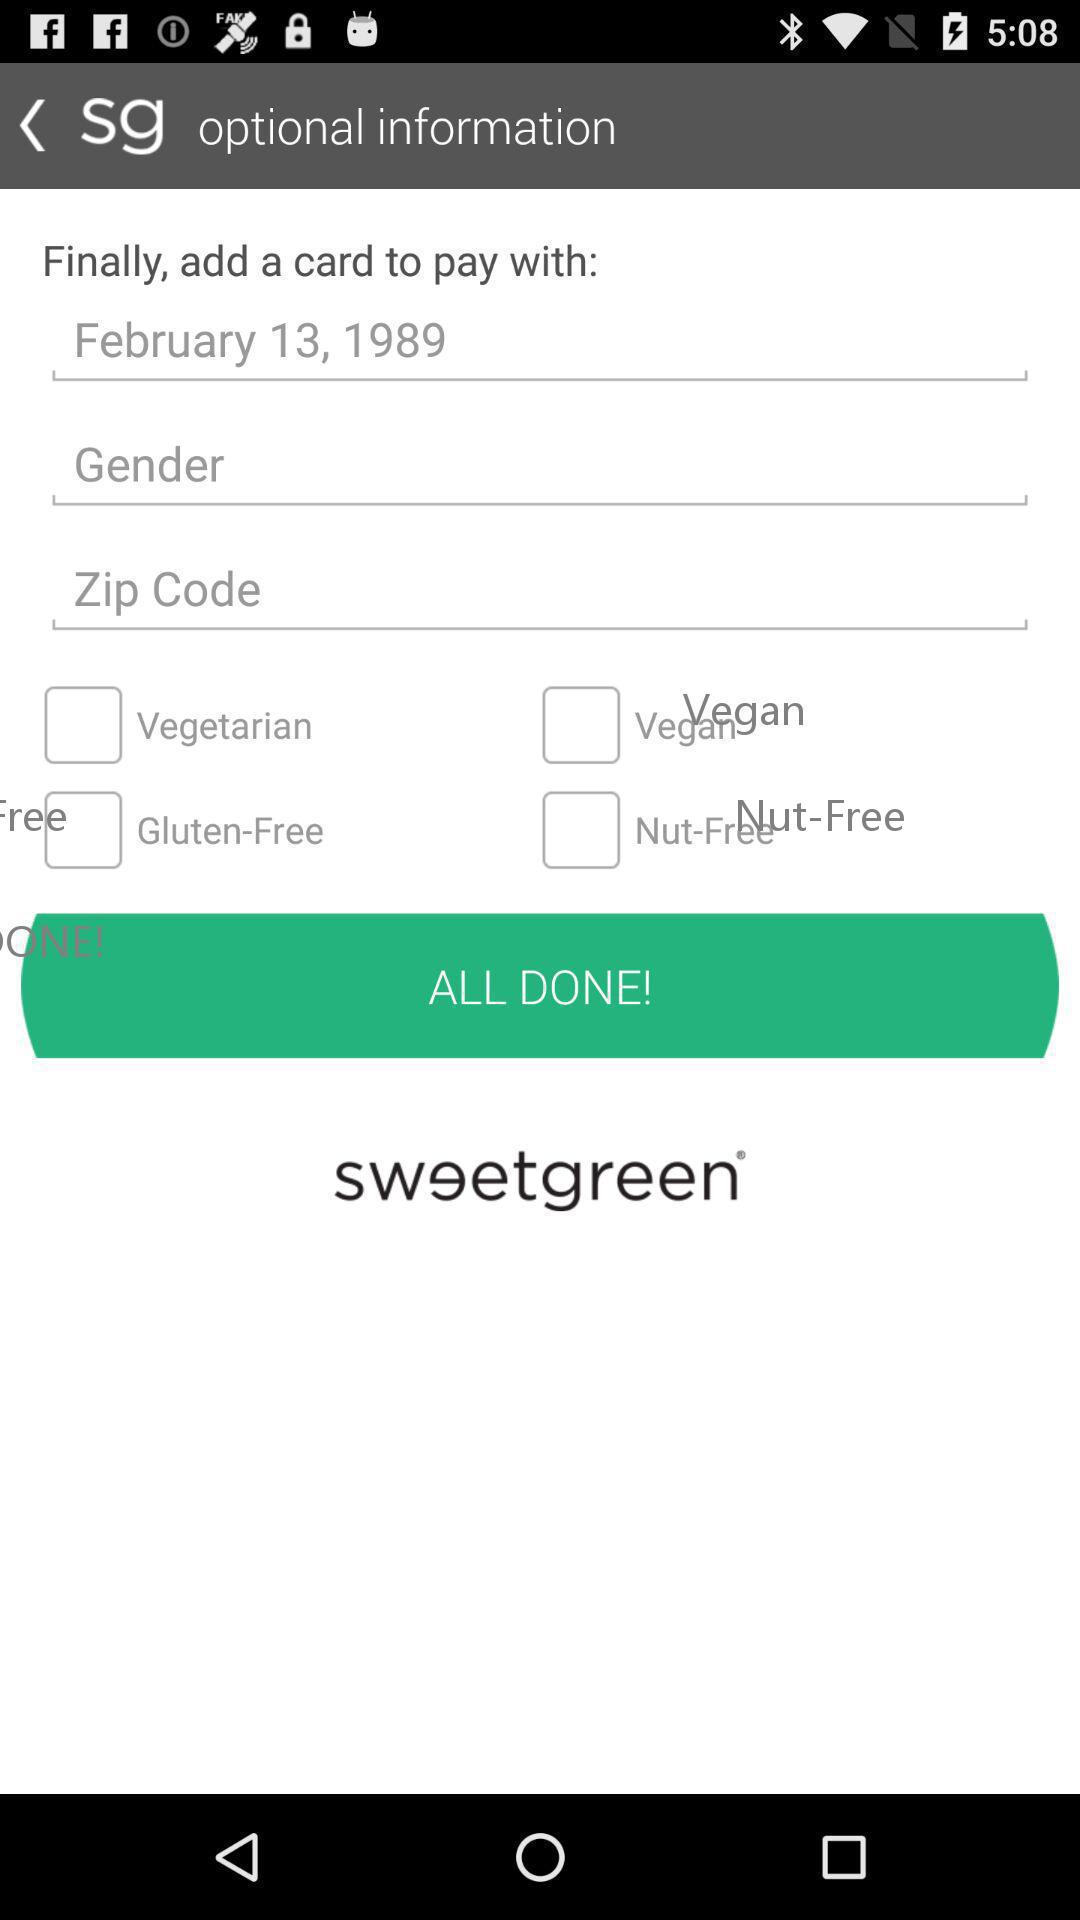 FAKE
5:08
sg optional information
Finally, add a card to pay with:
February 13, 1989
Gender
Zip Code
Vegetarian
Vegan
Vegan
Free
Gluten-Free
Nut-Free
Nut-Free
DONE!
ALL DONE!
sweetgreen®